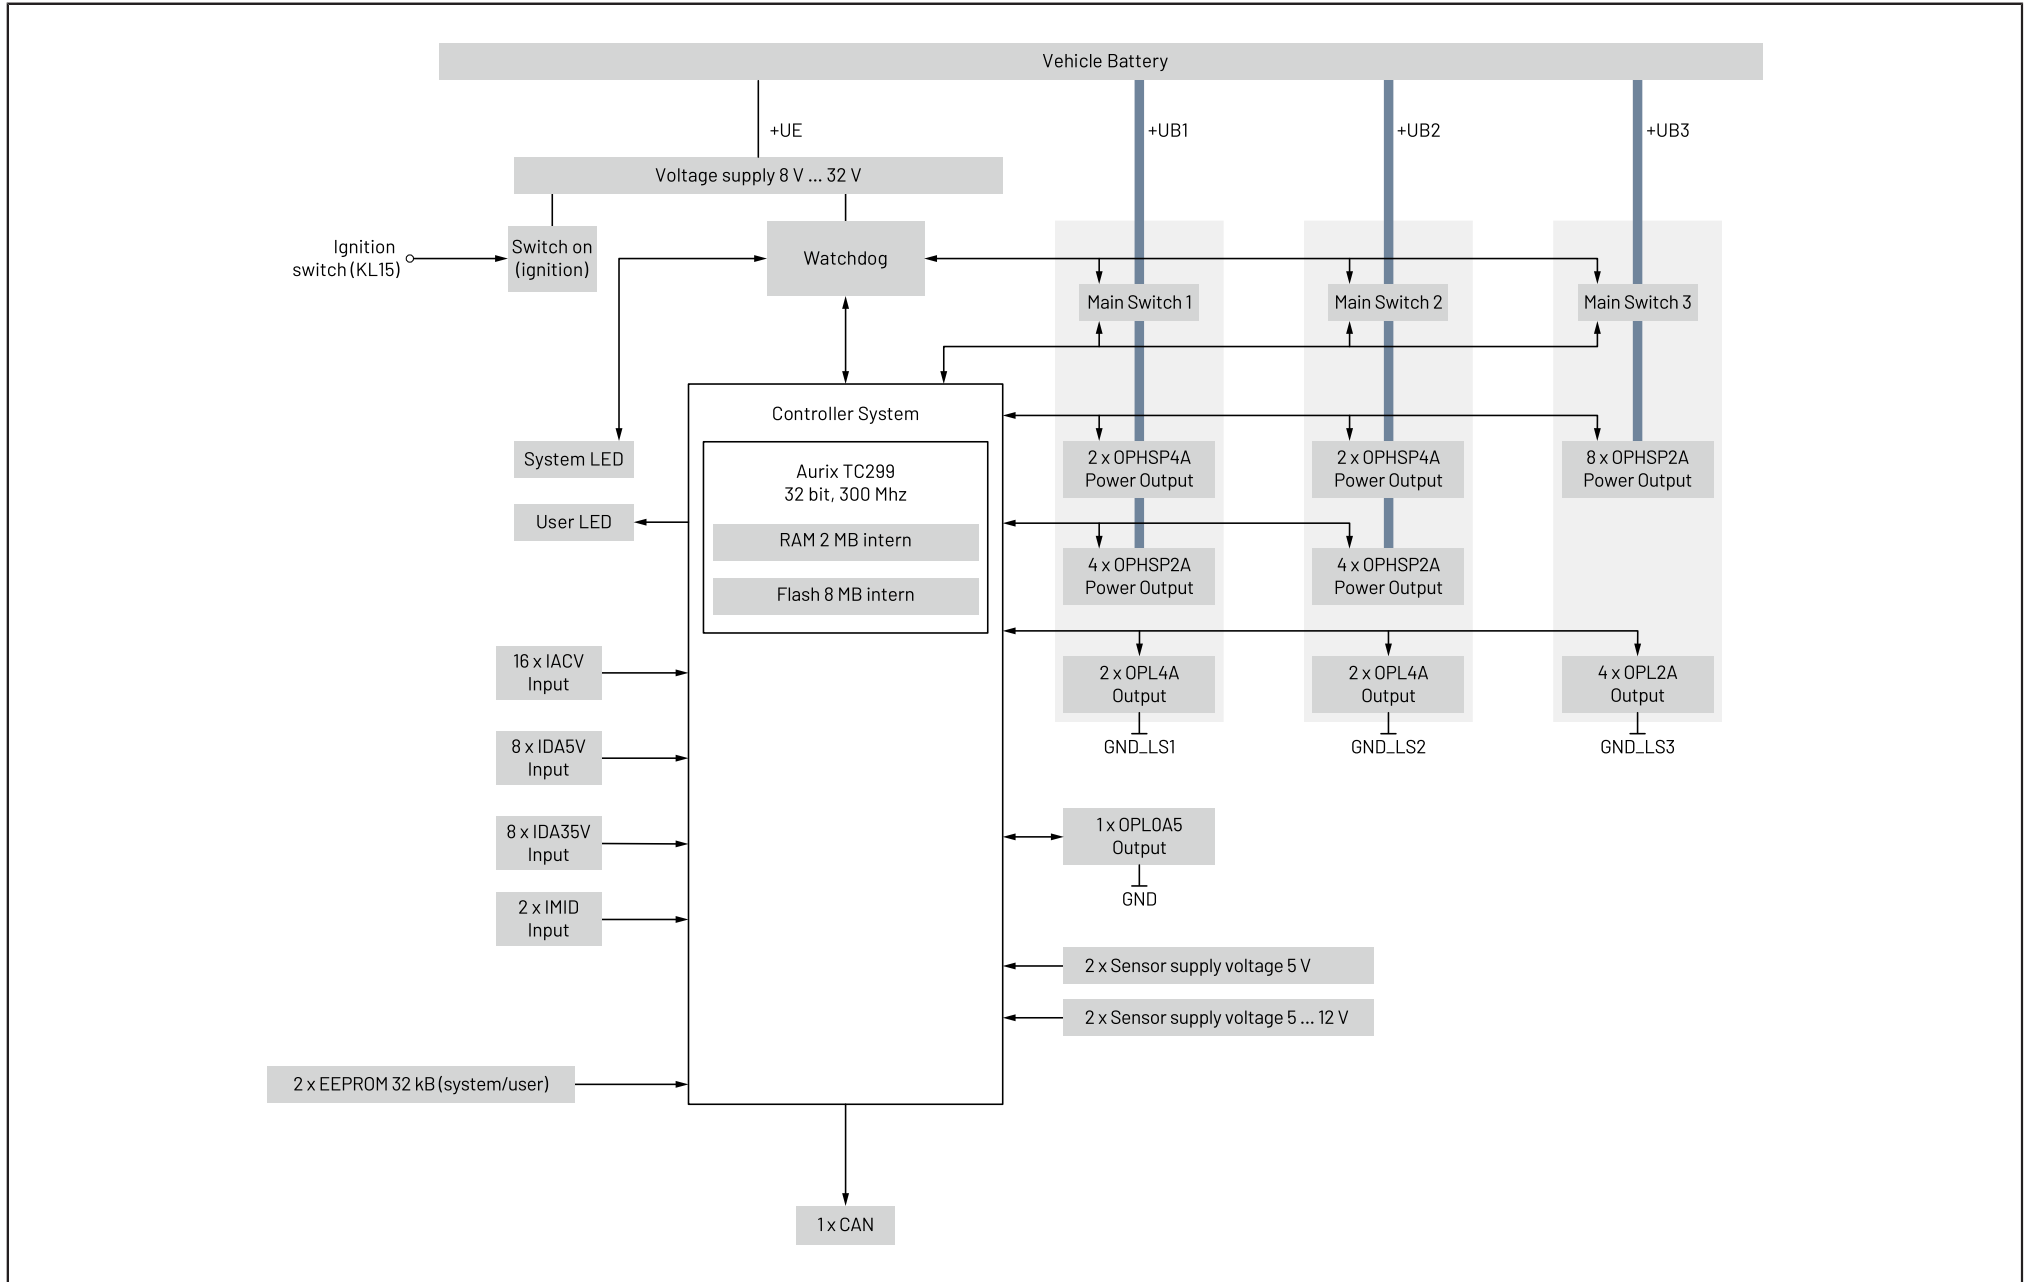 Vehicle Battery
+UE
+UB1
+UB2
+UB3
Voltage supply 8 V ... 32 V
Ignition
switch (KL15)
Switch on
(ignition)
Watchdog
Main Switch 1
Main Switch 2
Main Switch 3
Controller System
System LED
User LED
Aurix TC299
32 bit, 300 Mhz
RAM 2 MB intern
Flash 8 MB intern
2 x OPHSP4A
Power Output
2 x OPHSP4A
Power Output
8 x OPHSP2A
Power Output
4 x OPHSP2A
Power Output
4 x OPHSP2A
Power Output
16 x IACV
Input
2 x OPL4A
Output
2 x OPL4A
Output
4 x OPL2A
Output
GND_LS1
GND_LS2
GND_LS3
8 x IDA5V
Input
8 x IDA35V
Input
1 x OPL0A5
Output
GND
2 x IMID
Input
2 x Sensor supply voltage 5 V
2 x Sensor supply voltage 5 ... 12 V
2 x EEPROM 32 kB (system/user)
1 x CAN